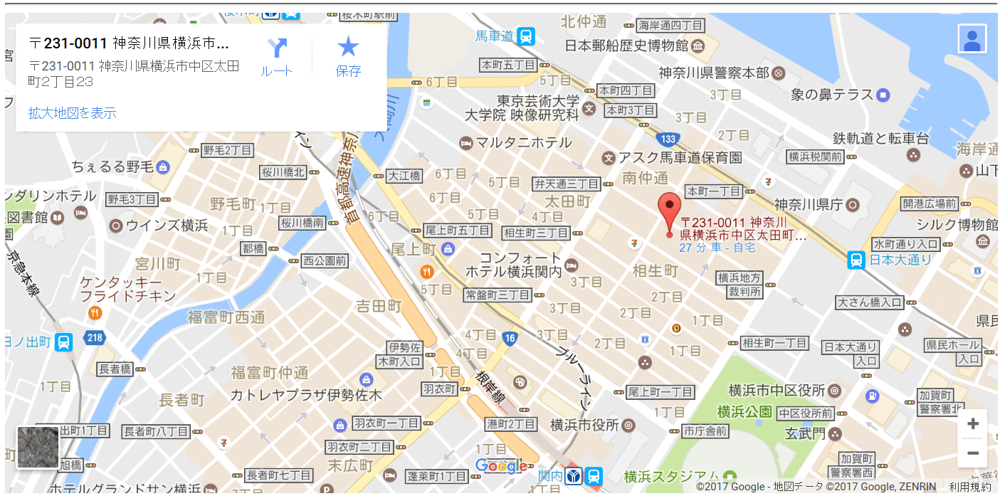 桜木町駅前
〒231-0011 神奈川県横浜市...
〒231-0011 神奈川県横浜市中区太田
町2丁目23
拡大地図を表示
ルート
保存
馬車道
北仲通
海岸通四丁目
日本郵船歴史博物館
本町五丁目
神奈川県警察本部
6丁目
5丁目
本町四丁目
3丁目
象の鼻テラス
東京芸術大学
大学院 映像研究科
本町3丁目
3丁目
133
2丁目
鉄軌道と転車台
マルタニホテル
首都高速神奈川
野毛2丁目
アスク馬車道保育園
横浜税関前
海岸通
ちぇるる野毛
桜川橋北
大江橋
6丁目
5丁目
弁天通三丁目
南仲通
山下
ンダリンホテル
野毛3丁目
野毛町
1丁目
6丁目
太田町
本町一丁目
神奈川県庁
開港広場前
図書館
園
ウインズ横浜
1丁目
桜川橋南
6丁目
5丁目
4丁目
尾上町五丁目
相生町三丁目
〒231-0011 神奈川
県横浜市中区太田町...
27 分 車 - 自宅
シルク博物館
水町通り入口
日本大通り
都橋
西公園前
尾上町
コンフォート
ホテル横浜関内
京急本線
宮川町
1丁目
ケンタッキー
フライドチキン
5丁目
常盤町三丁目
3丁目
相生町
2丁目
横浜地方
裁判所
大さん橋入口
福富町西通
吉田町
3丁目
2丁目
1丁目
県民
218
日ノ出町
4丁目
16
3丁目
2丁目
1丁目
相生町一丁目
日本大通り
入口
県民ホール
入口
伊勢佐
木町入口
4丁目
ブルーライン
長者橋
福富町仲通
1丁目
根岸線
1丁目
カトレヤプラザ伊勢佐木
羽衣町
尾上町一丁目
横浜市中区役所
加賀町
警察署北
長者町
1丁目
横浜公園
中区役所前
出町1丁目
長者町八丁目
羽衣町一丁目
港町2丁目
横浜市役所
市庁舎前
玄武門
羽衣町二丁目
1丁目
加賀町
警察署西
旭橋
末広町
Google
長者町七丁目
蓬莱町1丁目
関内
横浜スタジアム
ホテルグランドサン横浜
7丁目
1丁目
©2017 Google - 地図データ ©2017 Google, ZENRIN
利用規約